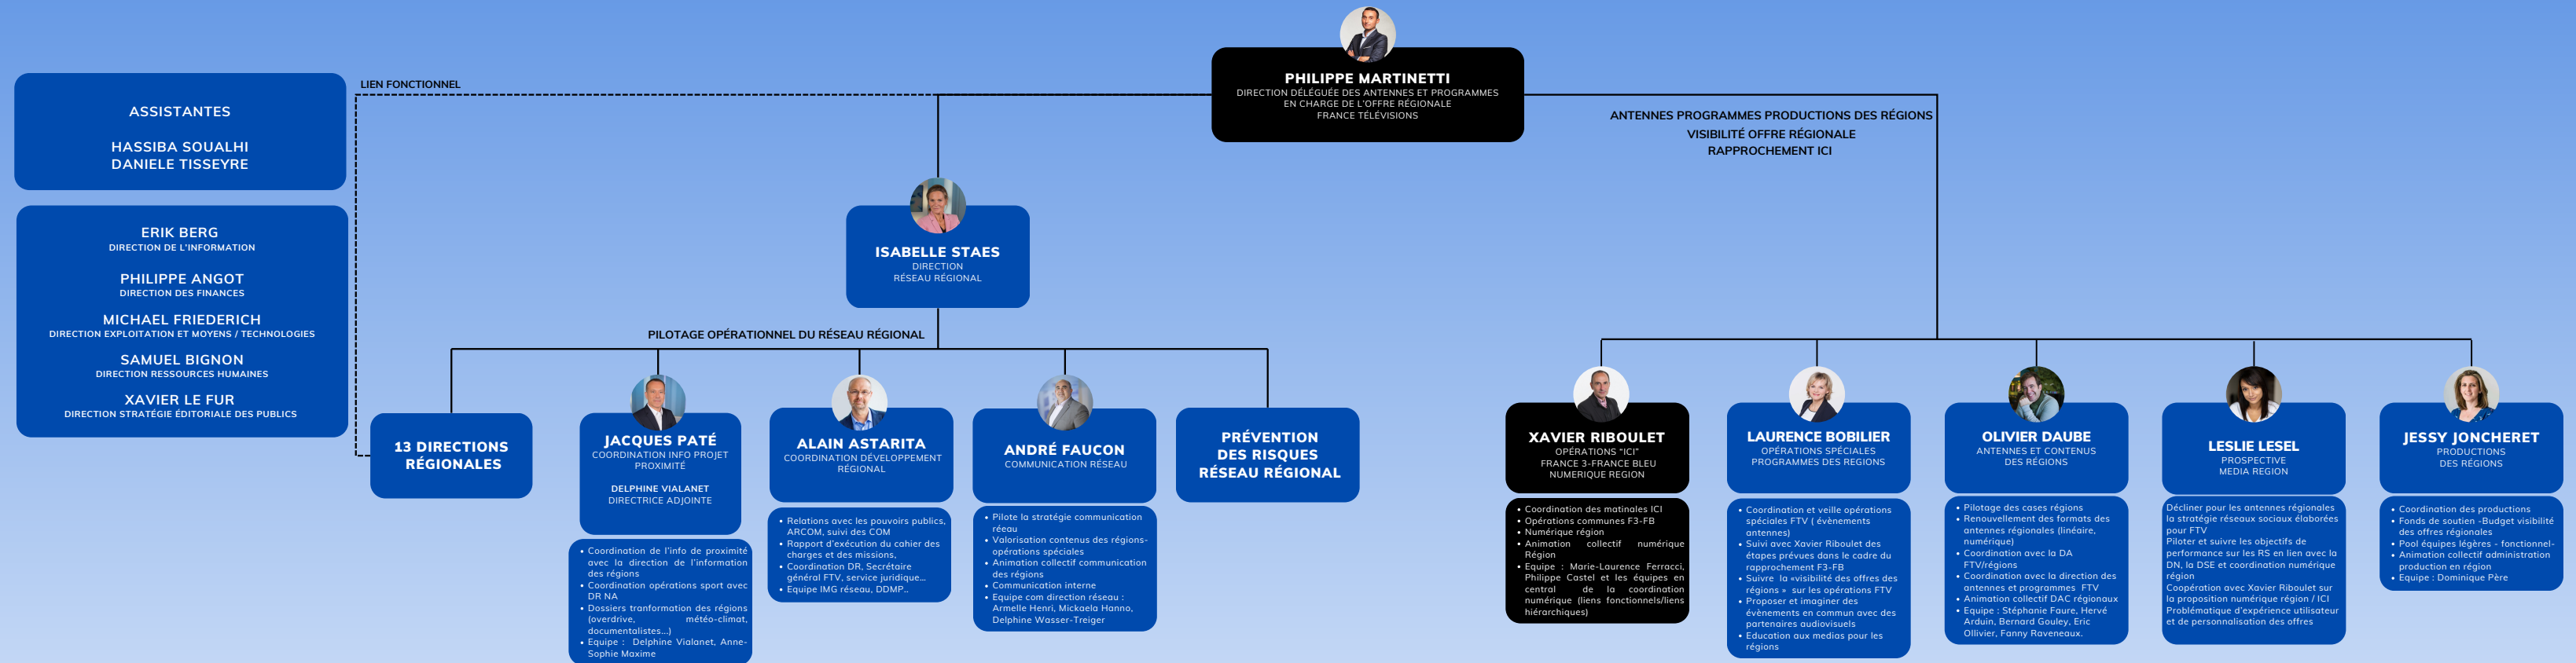 PHILIPPE MARTINETTI
DIRECTION DÉLÉGUÉE DES ANTENNES ET PROGRAMMES
EN CHARGE DE L'OFFRE RÉGIONALE
FRANCE TÉLÉVISIONS
LIEN FONCTIONNEL
ASSISTANTES
HASSIBA SOUALHI
DANIELE TISSEYRE
ERIK BERG
DIRECTION DE L'INFORMATION
PHILIPPE ANGOT
DIRECTION DES FINANCES
MICHAEL FRIEDERICH
DIRECTION EXPLOITATION ET MOYENS / TECHNOLOGIES
SAMUEL BIGNON
DIRECTION RESSOURCES HUMAINES
XAVIER LE FUR
DIRECTION STRATÉGIE ÉDITORIALE DES PUBLICS
ANTENNES PROGRAMMES PRODUCTIONS DES RÉGIONS
VISIBILITÉ OFFRE RÉGIONALE
RAPPROCHEMENT ICI
ISABELLE STAES
DIRECTION
RÉSEAU RÉGIONAL
PILOTAGE OPÉRATIONNEL DU RÉSEAU RÉGIONAL
13 DIRECTIONS
RÉGIONALES
JACQUES PATÉ
COORDINATION INFO PROJET
PROXIMITÉ
DELPHINE VIALANET
DIRECTRICE ADJOINTE
• Coordination de l'info de proximité
avec la direction de l'information
des régions
• Coordination opérations sport avec
DR NA
• Dossiers tranformation des régions
(overdrive, météo-climat,
documentalistes...)
• Equipe : Delphine Vialanet, Anne-
Sophie Maxime
ALAIN ASTARITA
COORDINATION DÉVELOPPEMENT
RÉGIONAL
• Relations avec les pouvoirs publics,
ARCOM, suivi des COM
• Rapport d'exécution du cahier des
charges et des missions,
• Coordination DR, Secrétaire
général FTV, service juridique...
• Equipe IMG réseau, DDMP..
ANDRÉ FAUCON
COMMUNICATION RÉSEAU
• Pilote la stratégie communication
réeau
• Valorisation contenus des régions-
opérations spéciales
• Animation collectif communication
des régions
• Communication interne
• Equipe com direction réseau :
Armelle Henri, Mickaela Hanno,
Delphine Wasser-Treiger
PRÉVENTION
DES RISQUES
RÉSEAU RÉGIONAL
XAVIER RIBOULET
OPÉRATIONS "ICI"
FRANCE 3-FRANCE BLEU
NUMERIQUE REGION
• Coordination des matinales ICI
• Opérations communes F3-FB
• Numérique région
• Animation collectif numérique
Région
• Equipe : Marie-Laurence Ferracci,
Philippe Castel et les équipes en
central de la coordination
numérique (liens fonctionnels/liens
hiérarchiques)
LAURENCE BOBILIER
OPÉRATIONS SPÉCIALES
PROGRAMMES DES REGIONS
• Coordination et veille opérations
spéciales FTV ( évènements
antennes)
• Suivi avec Xavier Riboulet des
étapes prévues dans le cadre du
rapprochement F3-FB
• Suivre la «visibilité des offres des
régions » sur les opérations FTV
• Proposer et imaginer des
évènements en commun avec des
partenaires audiovisuels
• Education aux medias pour les
régions
OLIVIER DAUBE
ANTENNES ET CONTENUS
DES RÉGIONS
• Pilotage des cases régions
• Renouvellement des formats des
antennes régionales (linéaire,
numérique)
• Coordination avec la DA
FTV/régions
• Coordination avec la direction des
antennes et programmes FTV
• Animation collectif DAC régionaux
• Equipe : Stéphanie Faure, Hervé
Arduin, Bernard Gouley, Eric
Ollivier, Fanny Raveneaux.
LESLIE LESEL
PROSPECTIVE
MEDIA REGION
Décliner pour les antennes régionales
la stratégie réseaux sociaux élaborées
pour FTV
Piloter et suivre les objectifs de
performance sur les RS en lien avec la
DN, la DSE et coordination numérique
région
Coopération avec Xavier Riboulet sur
la proposition numérique région / ICI
Problématique d'expérience utilisateur
et de personnalisation des offres
JESSY JONCHERET
PRODUCTIONS
DES RÉGIONS
• Coordination des productions
• Fonds de soutien -Budget visibilité
des offres régionales
• Pool équipes légères - fonctionnel-
• Animation collectif administration
production en région
• Equipe : Dominique Père